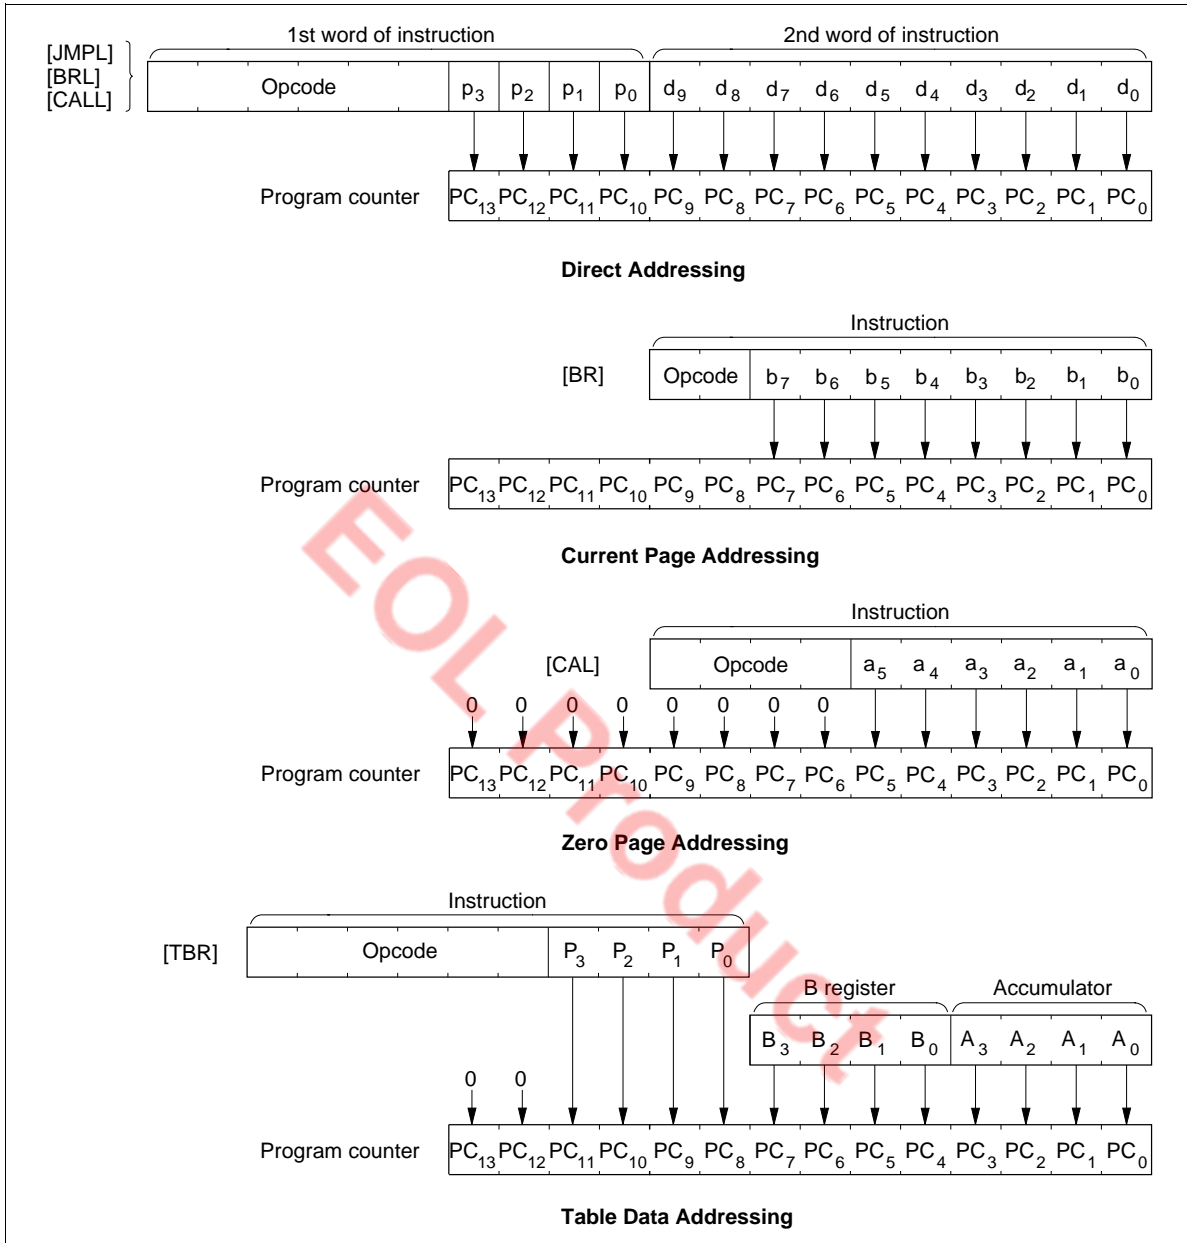 1st word of instruction 2nd word of instruction
[JMPL]
[BRL]
[CALL]
Opcode p3 p2 p1 p0 d9 d8 d7 d6 d5 d4 d3 d2 d1 d0
Program counter PC13 PC12 PC11 PC10 PC9 PC8 PC7 PC6 PC5 PC4 PC3 PC2 PC1 PC0
Direct Addressing
Instruction
[BR] Opcode b7 b6 b5 b4 b3 b2 b1 b0
Program counter PC13 PC12 PC11 PC10 PC9 PC8 PC7 PC6 PC5 PC4 PC3 PC2 PC1 PC0
Current Page Addressing
Instruction
[CAL] Opcode a5 a4 a3 a2 a1 a0
0 0 0 0 0 0 0 0
Program counter PC13 PC12 PC11 PC10 PC9 PC8 PC7 PC6 PC5 PC4 PC3 PC2 PC1 PC0
Zero Page Addressing
Instruction
[TBR] Opcode P3 P2 P1 P0
B register Accumulator
B3 B2 B1 B0 A3 A2 A1 A0
0 0
Program counter PC13 PC12 PC11 PC10 PC9 PC8 PC7 PC6 PC5 PC4 PC3 PC2 PC1 PC0
Table Data Addressing
EOL Product